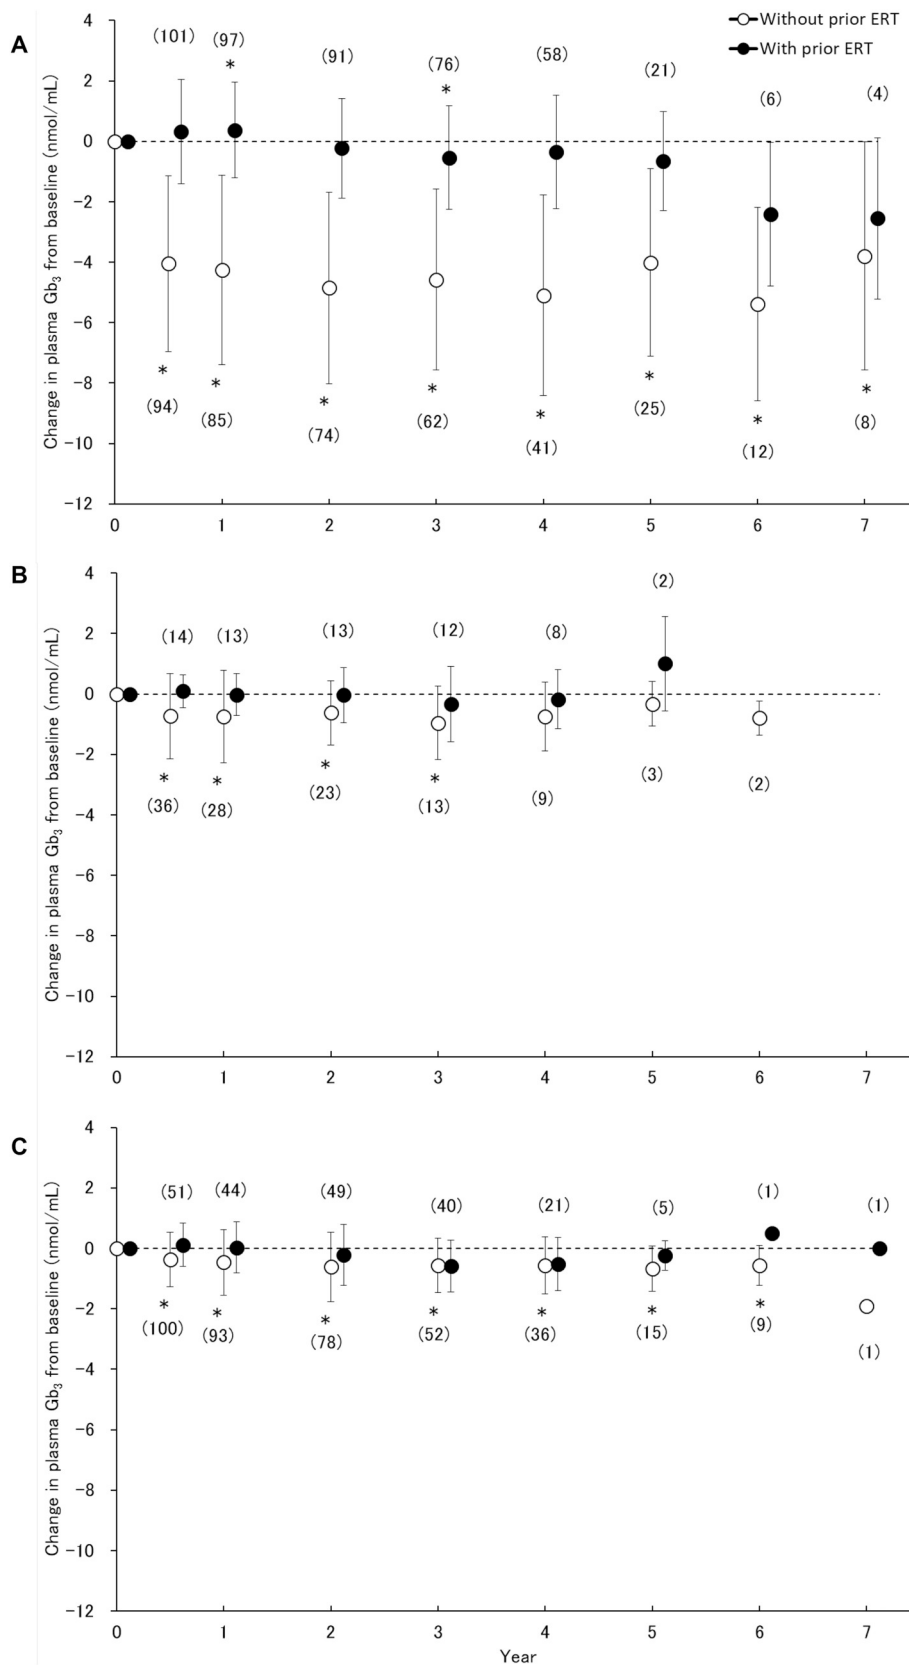 Without prior ERT
With prior ERT
A
Change in plasma Gb₃ from baseline (nmol/mL)
4
2
0
−2
−4
−6
−8
−10
−12
(101) (97) (91) (76) (58) (21) (6) (4)
* *
* * * * * * * *
(94) (85) (74) (62) (41) (25) (12) (8)
0 1 2 3 4 5 6 7
B
Change in plasma Gb₃ from baseline (nmol/mL)
4
2
0
−2
−4
−6
−8
−10
−12
(14) (13) (13) (12) (8) (2)
* * * *
(36) (28) (23) (13) (9) (3) (2)
0 1 2 3 4 5 6 7
C
Change in plasma Gb₃ from baseline (nmol/mL)
4
2
0
−2
−4
−6
−8
−10
−12
(51) (44) (49) (40) (21) (5) (1) (1)
* * * * * * *
(100) (93) (78) (52) (36) (15) (9) (1)
0 1 2 3 4 5 6 7
Year